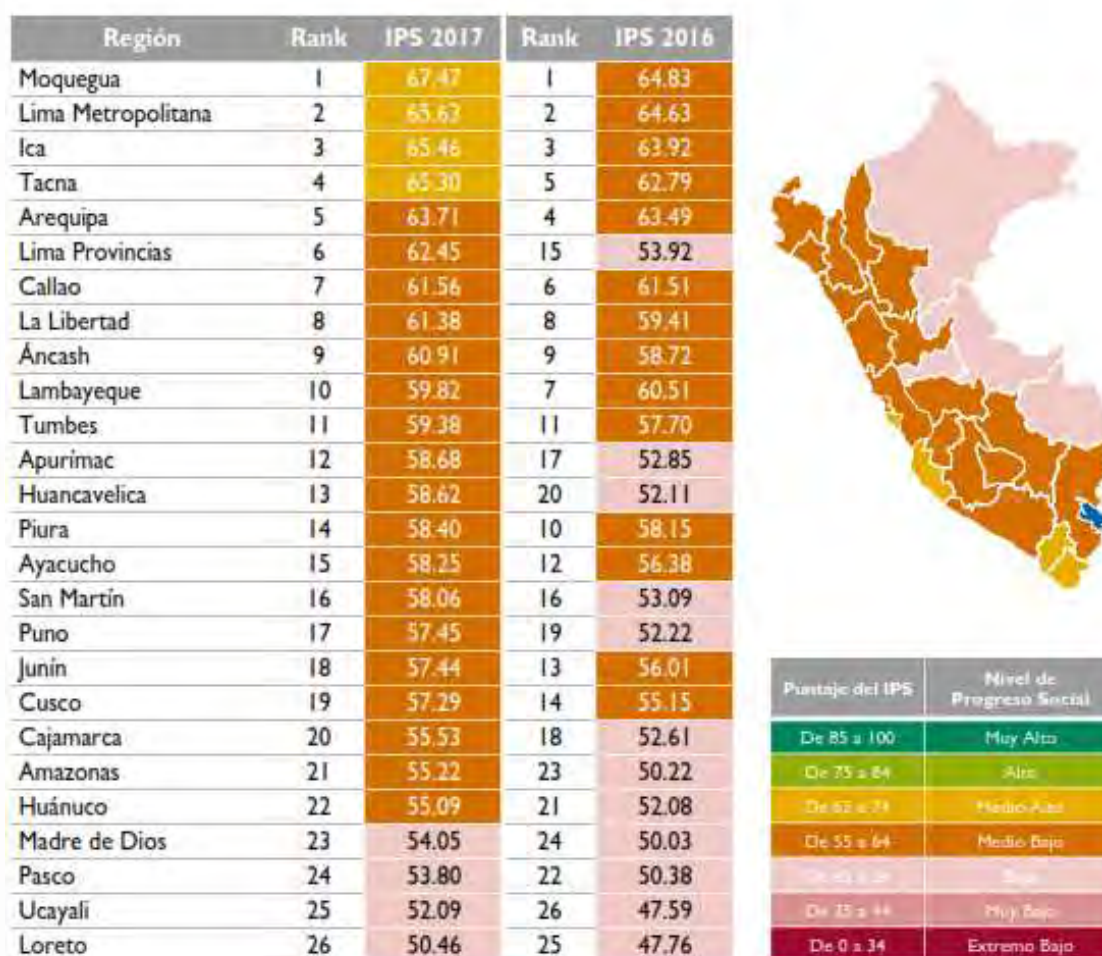 Región Rank IPS 2017 Rank IPS 2016
Moquegua 1 67.47 1 64.83
Lima Metropolitana 2 65.63 2 64.63
Ica 3 65.46 3 63.92
Tacna 4 65.30 5 62.79
Arequipa 5 63.71 4 63.49
Lima Provincias 6 62.45 15 53.92
Callao 7 61.56 6 61.51
La Libertad 8 61.38 8 59.41
Áncash 9 60.91 9 58.72
Lambayeque 10 59.82 7 60.51
Tumbes 11 59.38 11 57.70
Apurímac 12 58.68 17 52.85
Huancavelica 13 58.62 20 52.11
Piura 14 58.40 10 58.15
Ayacucho 15 58.25 12 56.38
San Martín 16 58.06 16 53.09
Puno 17 57.45 19 52.22
Junín 18 57.44 13 56.01
Cusco 19 57.29 14 55.15
Cajamarca 20 55.53 18 52.61
Amazonas 21 55.22 23 50.22
Huánuco 22 55.09 21 52.08
Madre de Dios 23 54.05 24 50.03
Pasco 24 53.80 22 50.38
Ucayali 25 52.09 26 47.59
Loreto 26 50.46 25 47.76
Puntaje del IPS Nivel de Progreso Social
De 85 a 100 Muy Alto
De 75 a 84 Alto
De 65 a 74 Medio Alto
De 55 a 64 Medio Bajo
Bajo
De 35 a 44 Muy Bajo
De 0 a 34 Extremo Bajo